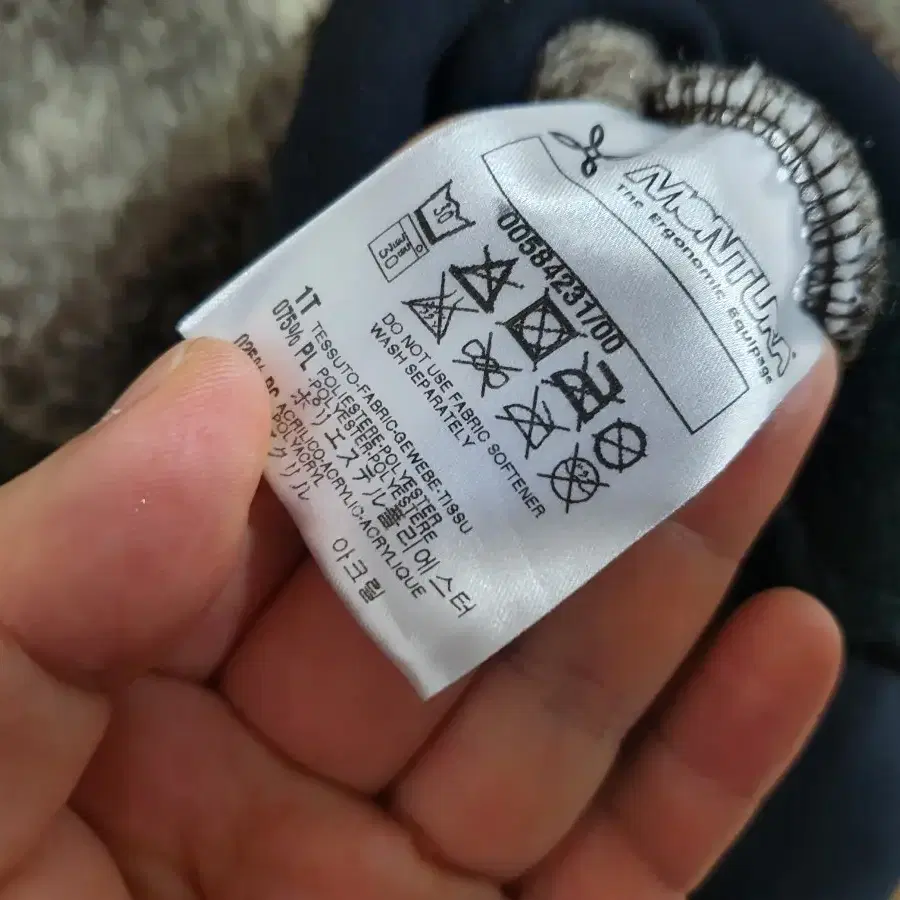 MONTURA
The Ergonomic Equipage
00584231/00
30
DO NOT USE FABRIC SOFTENER
WASH SEPARATELY
1T TESSUTO-FABRIC-GEWEBE-TISSU
075% PL POLIESTERE-POLYESTER
-POLYESTER-POLYESTERE
ポリエステル폴리에스터
025%
ACRILICO-ACRYLIC-ACRYLIQUE
POLYACRYL
クリル
아크릴